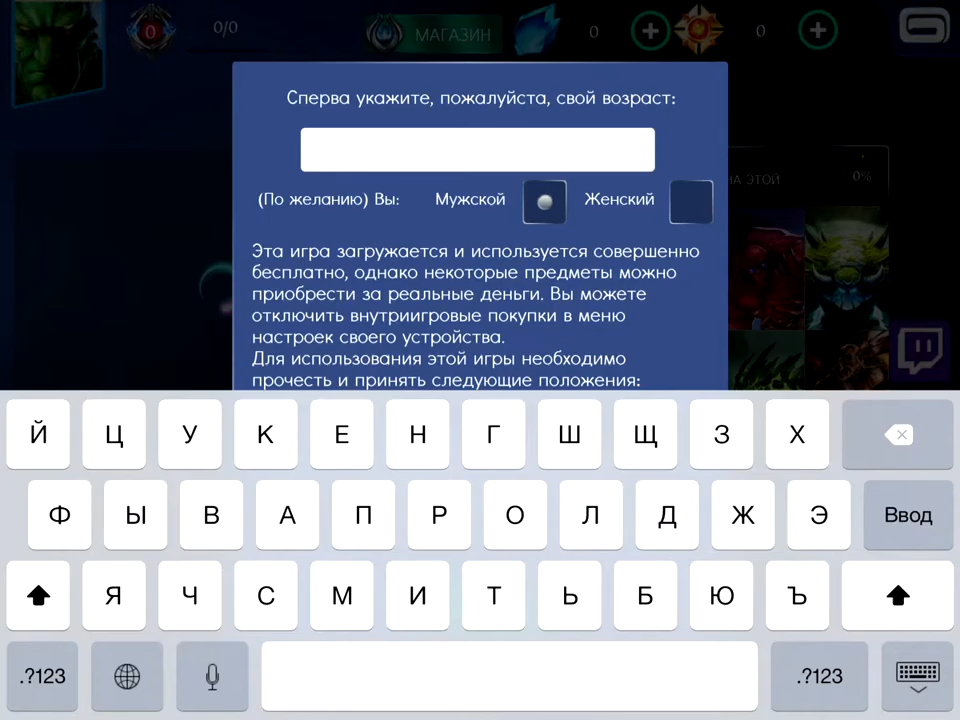 0
0/0
МАГАЗИН
0
0
Сперва укажите, пожалуйста, свой возраст:
(По желанию) Вы: Мужской Женский
НА ЭТОЙ
0%
Эта игра загружается и используется совершенно
бесплатно, однако некоторые предметы можно
приобрести за реальные деньги. Вы можете
отключить внутриигровые покупки в меню
настроек своего устройства.
Для использования этой игры необходимо
прочесть и принять следующие положения:
Й Ц У К Е Н Г Ш Щ З Х
Ф Ы В А П Р О Л Д Ж Э Ввод
Я Ч С М И Т Ь Б Ю Ъ
.?123 .?123